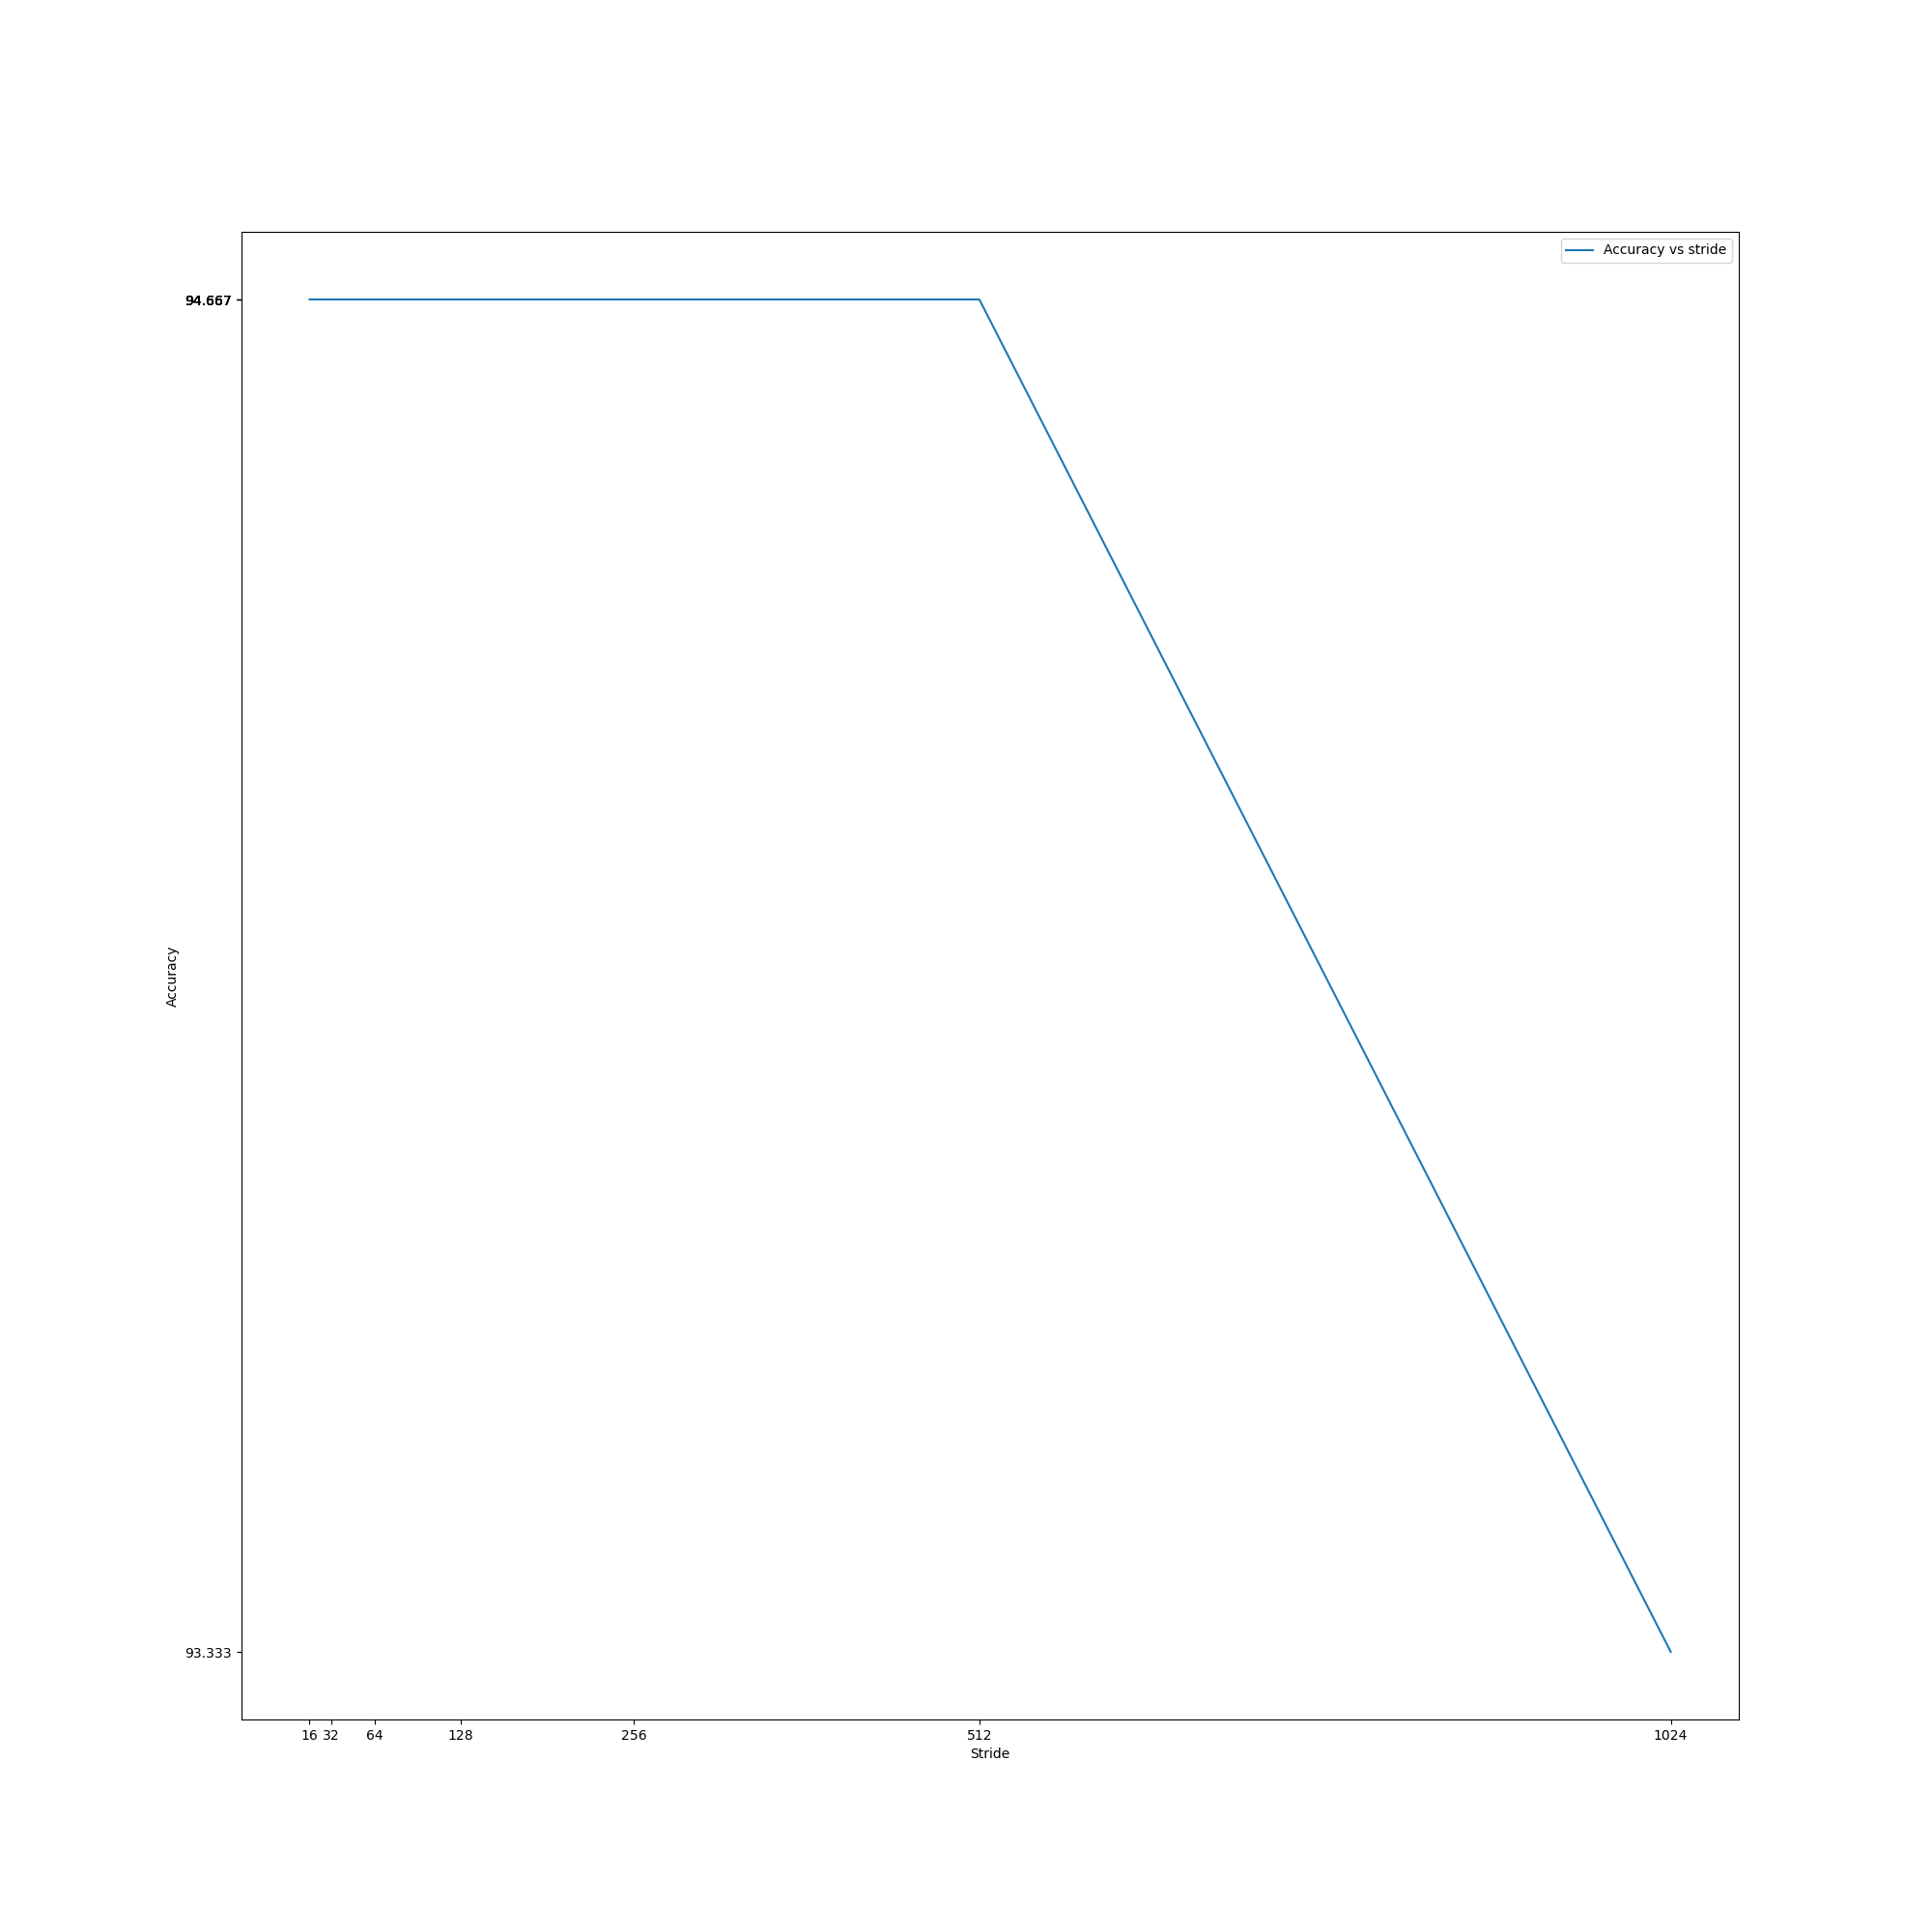 Accuracy vs stride
94.667
Accuracy
93.333
16 32 64 128 256 512 1024
Stride